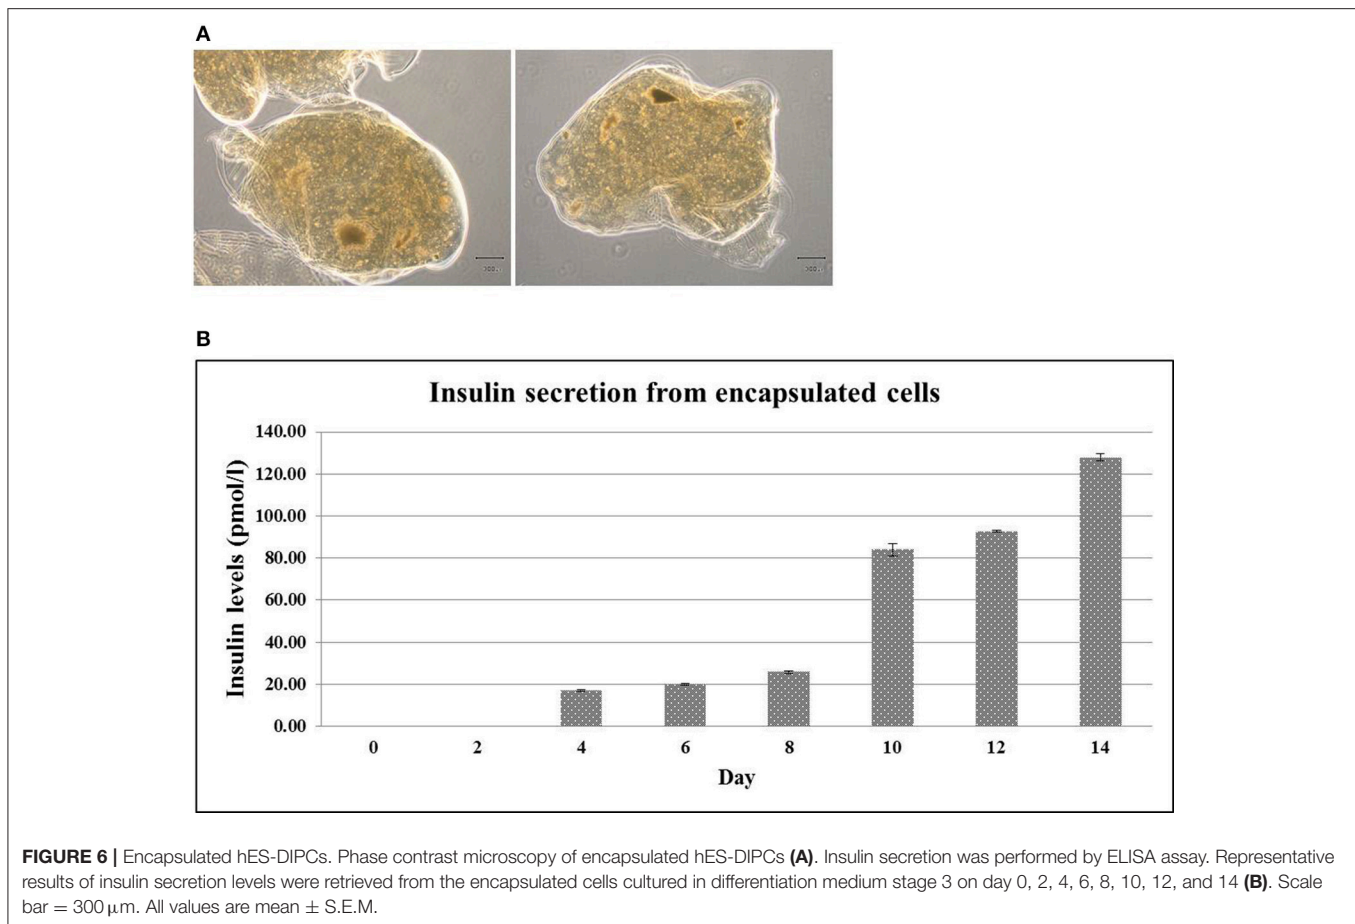 A
300µ
300µ
B
Insulin secretion from encapsulated cells
140.00
120.00
100.00
80.00
60.00
40.00
20.00
0.00
Insulin levels (pmol/l)
0 2 4 6 8 10 12 14
Day
FIGURE 6 | Encapsulated hES-DIPCs. Phase contrast microscopy of encapsulated hES-DIPCs (A). Insulin secretion was performed by ELISA assay. Representative
results of insulin secretion levels were retrieved from the encapsulated cells cultured in differentiation medium stage 3 on day 0, 2, 4, 6, 8, 10, 12, and 14 (B). Scale
bar = 300 µm. All values are mean ± S.E.M.